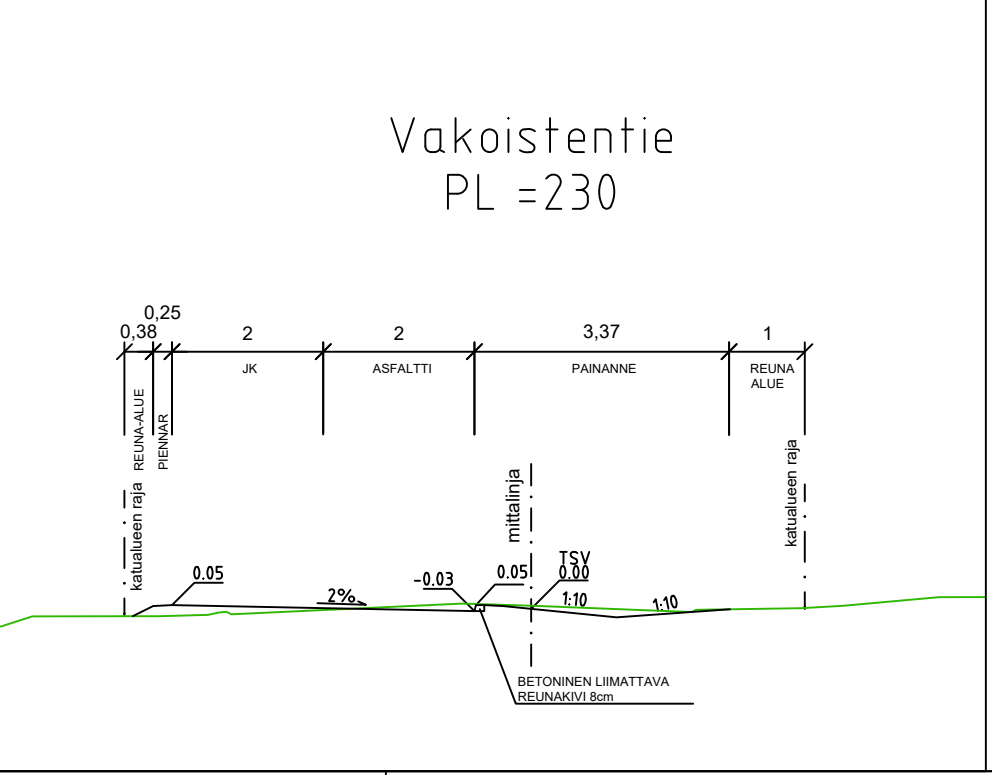 Vakoistentie
PL =230
0,25
0,38
2
2
3,37
1
JK
ASFALTTI
PAINANNE
REUNA
ALUE
REUNA-ALUE
PIENNAR
katualueen raja
mittalinja
katualueen raja
0.05
2%
-0.03
0.05
TSV
0.00
1:10
1:10
BETONINEN LIIMATTAVA
REUNAKIVI 8cm